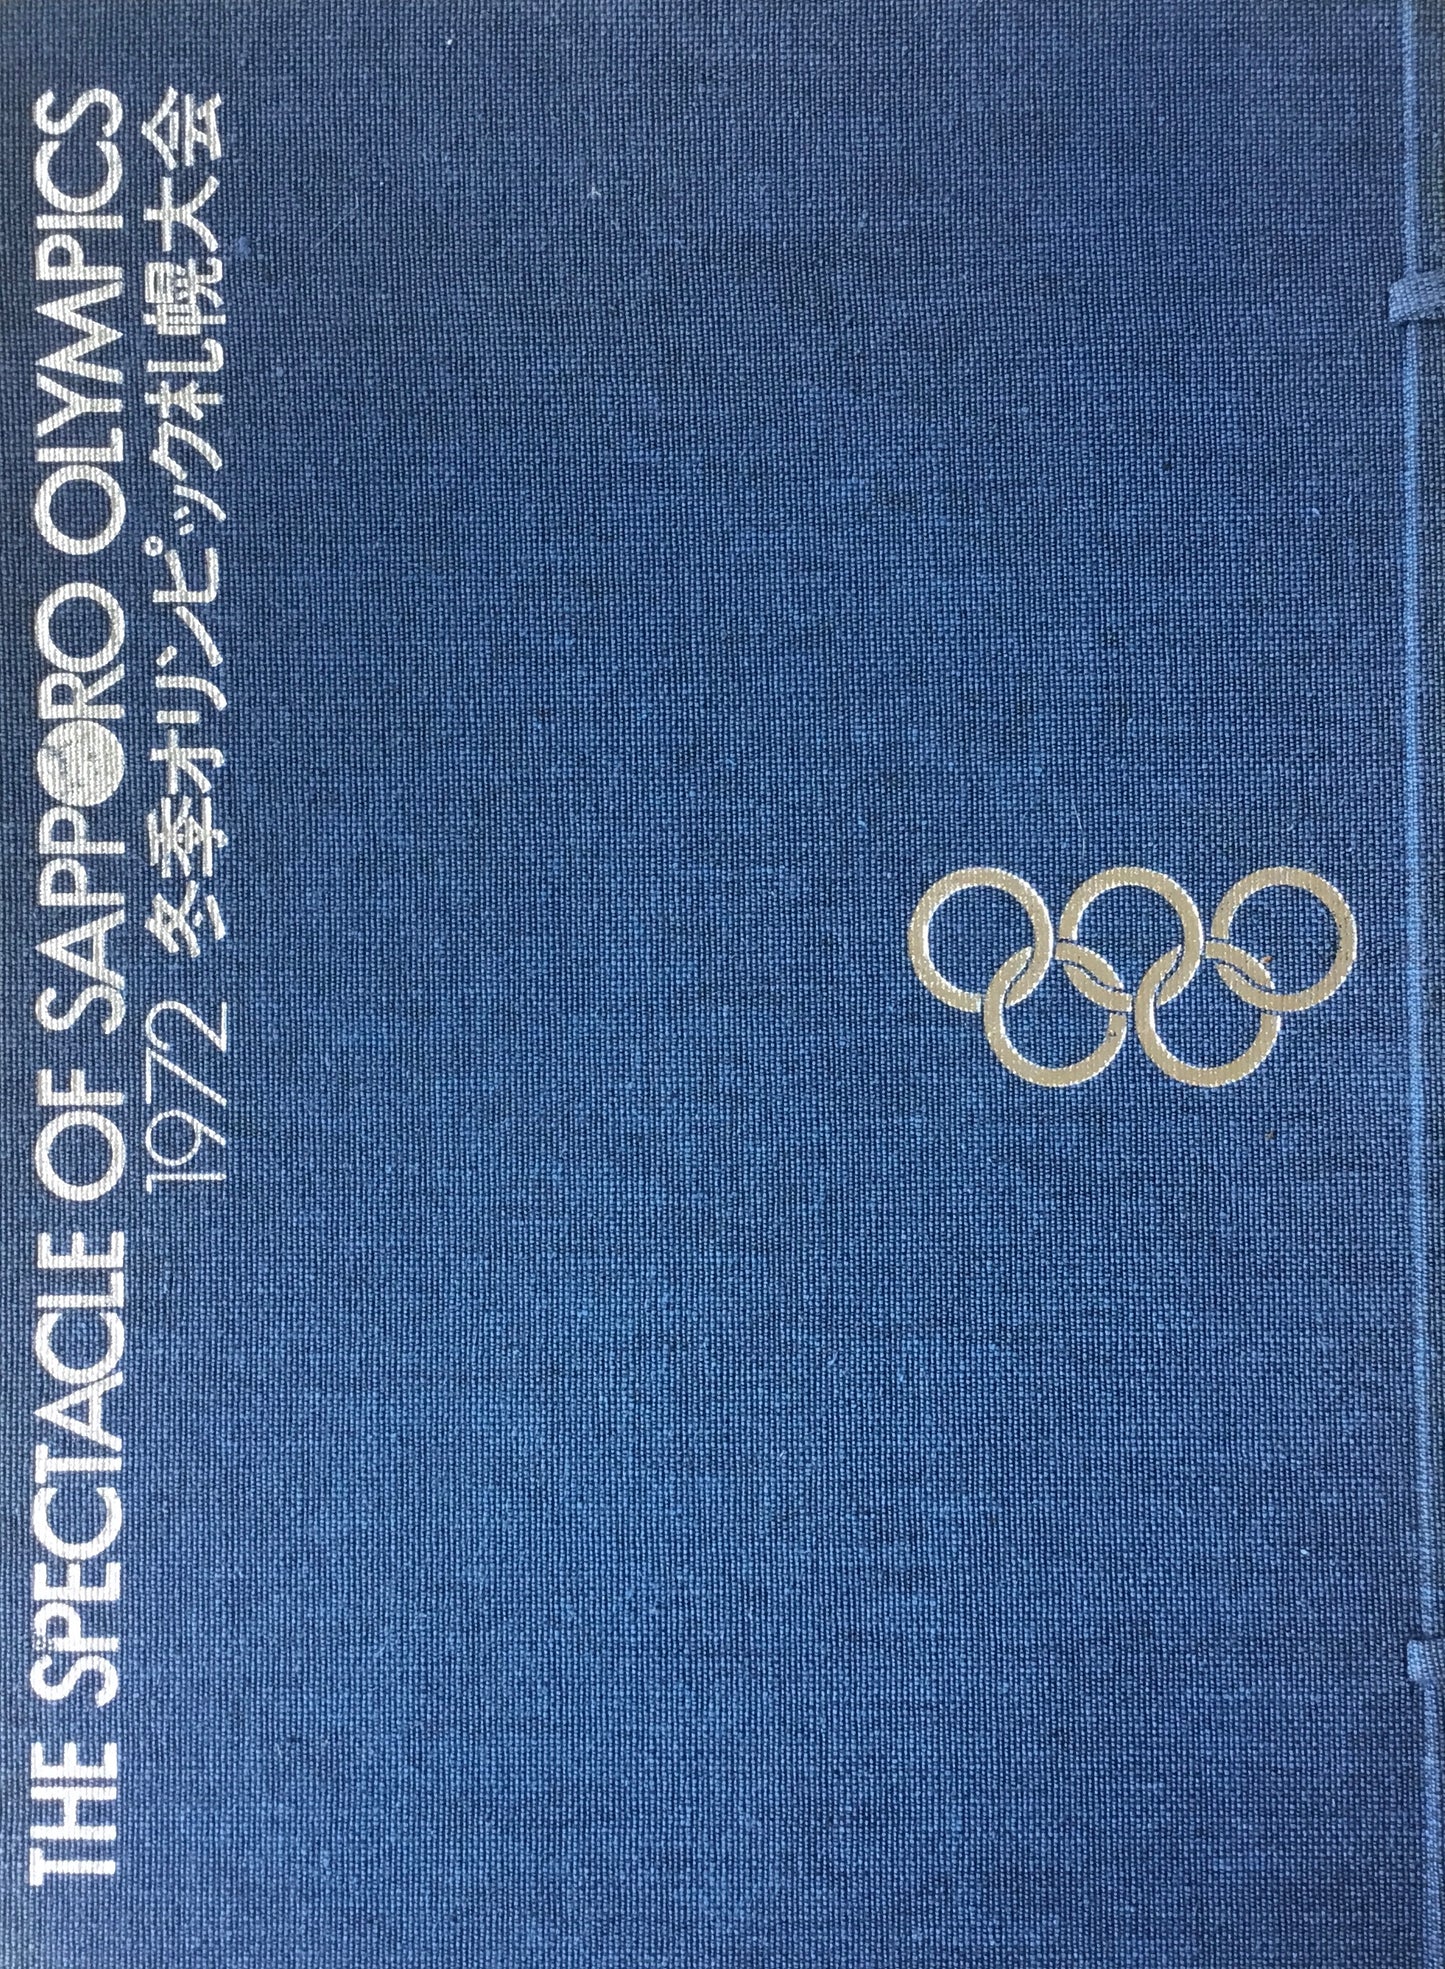 THE SPECTACLE OF SAPPORO OLYMPICS
1972 冬季オリンピック札幌大会